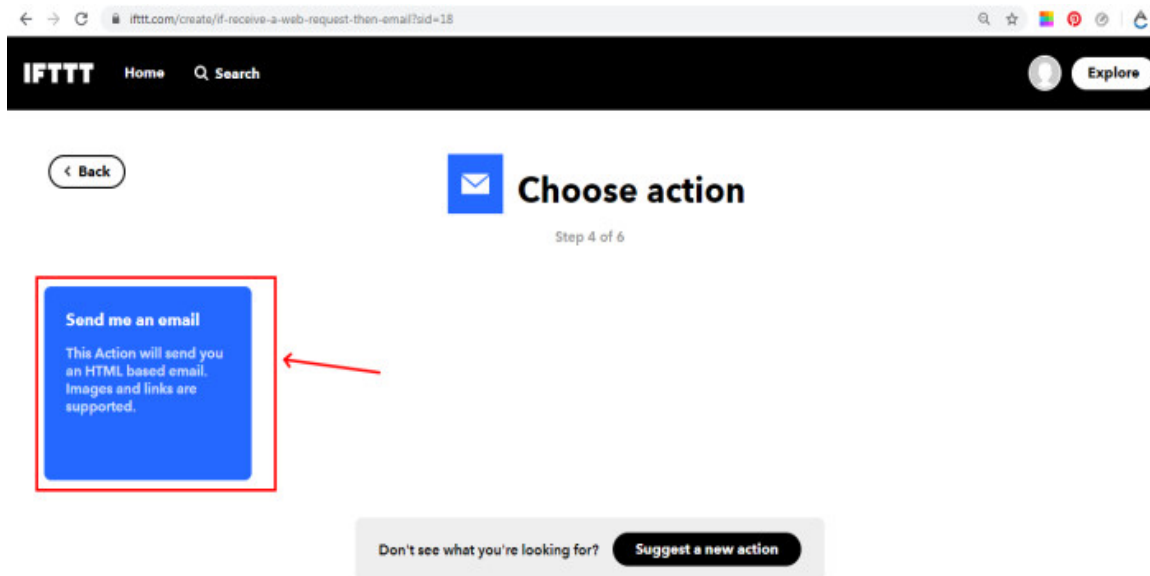 ifttt.com/create/if-receive-a-web-request-then-email?sid=18
IFTTT Home Search Explore
< Back
Choose action
Step 4 of 6
Send me an email
This Action will send you
an HTML based email.
Images and links are
supported.
Don't see what you're looking for? Suggest a new action